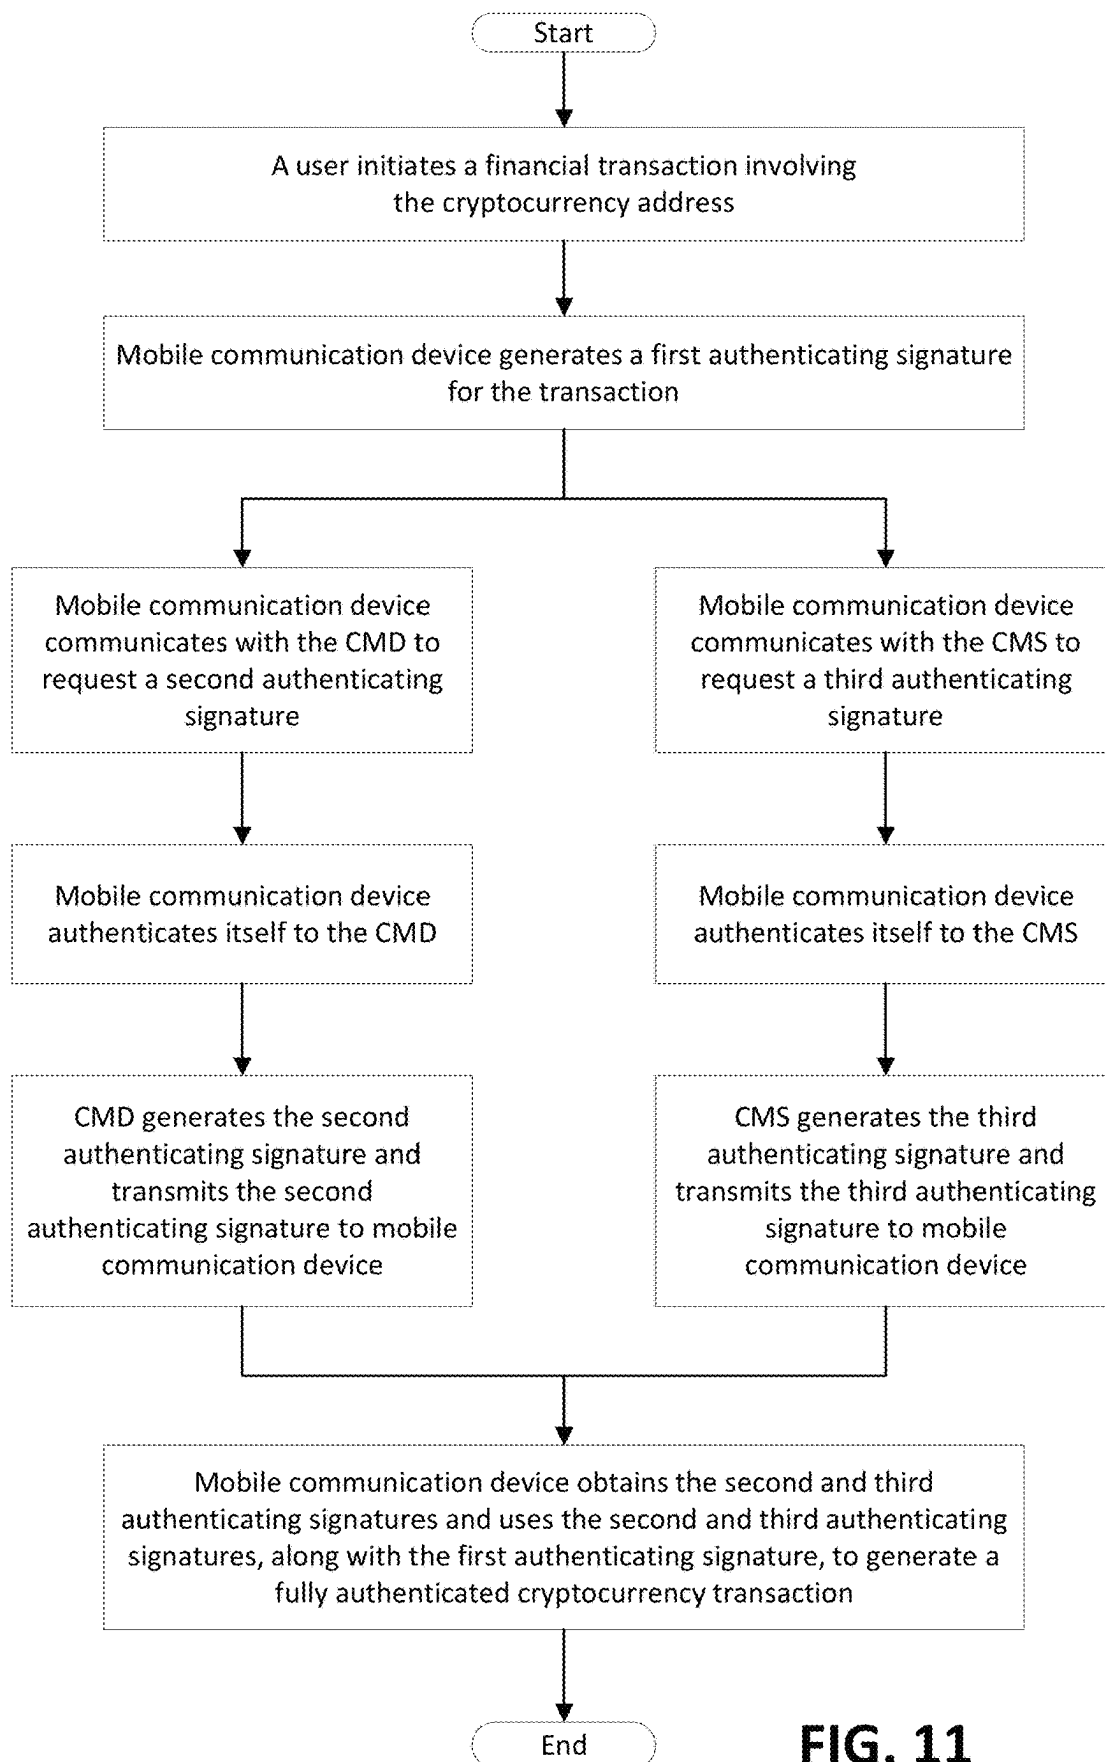 Start
A user initiates a financial transaction involving
the cryptocurrency address
Mobile communication device generates a first authenticating signature
for the transaction
Mobile communication device
communicates with the CMD to
request a second authenticating
signature
Mobile communication device
communicates with the CMS to
request a third authenticating
signature
Mobile communication device
authenticates itself to the CMD
Mobile communication device
authenticates itself to the CMS
CMD generates the second
authenticating signature and
transmits the second
authenticating signature to mobile
communication device
CMS generates the third
authenticating signature and
transmits the third authenticating
signature to mobile
communication device
Mobile communication device obtains the second and third
authenticating signatures and uses the second and third authenticating
signatures, along with the first authenticating signature, to generate a
fully authenticated cryptocurrency transaction
End
FIG. 11